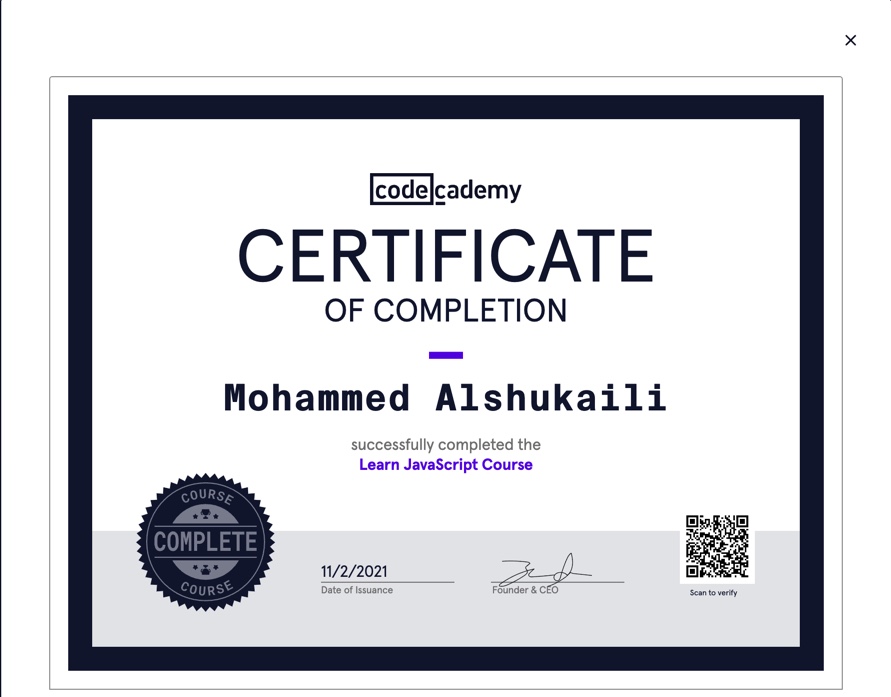 codecademy
CERTIFICATE
OF COMPLETION
Mohammed Alshukaili
successfully completed the
Learn JavaScript Course
COURSE
COMPLETE
COURSE
11/2/2021
Date of Issuance
Founder & CEO
Scan to verify